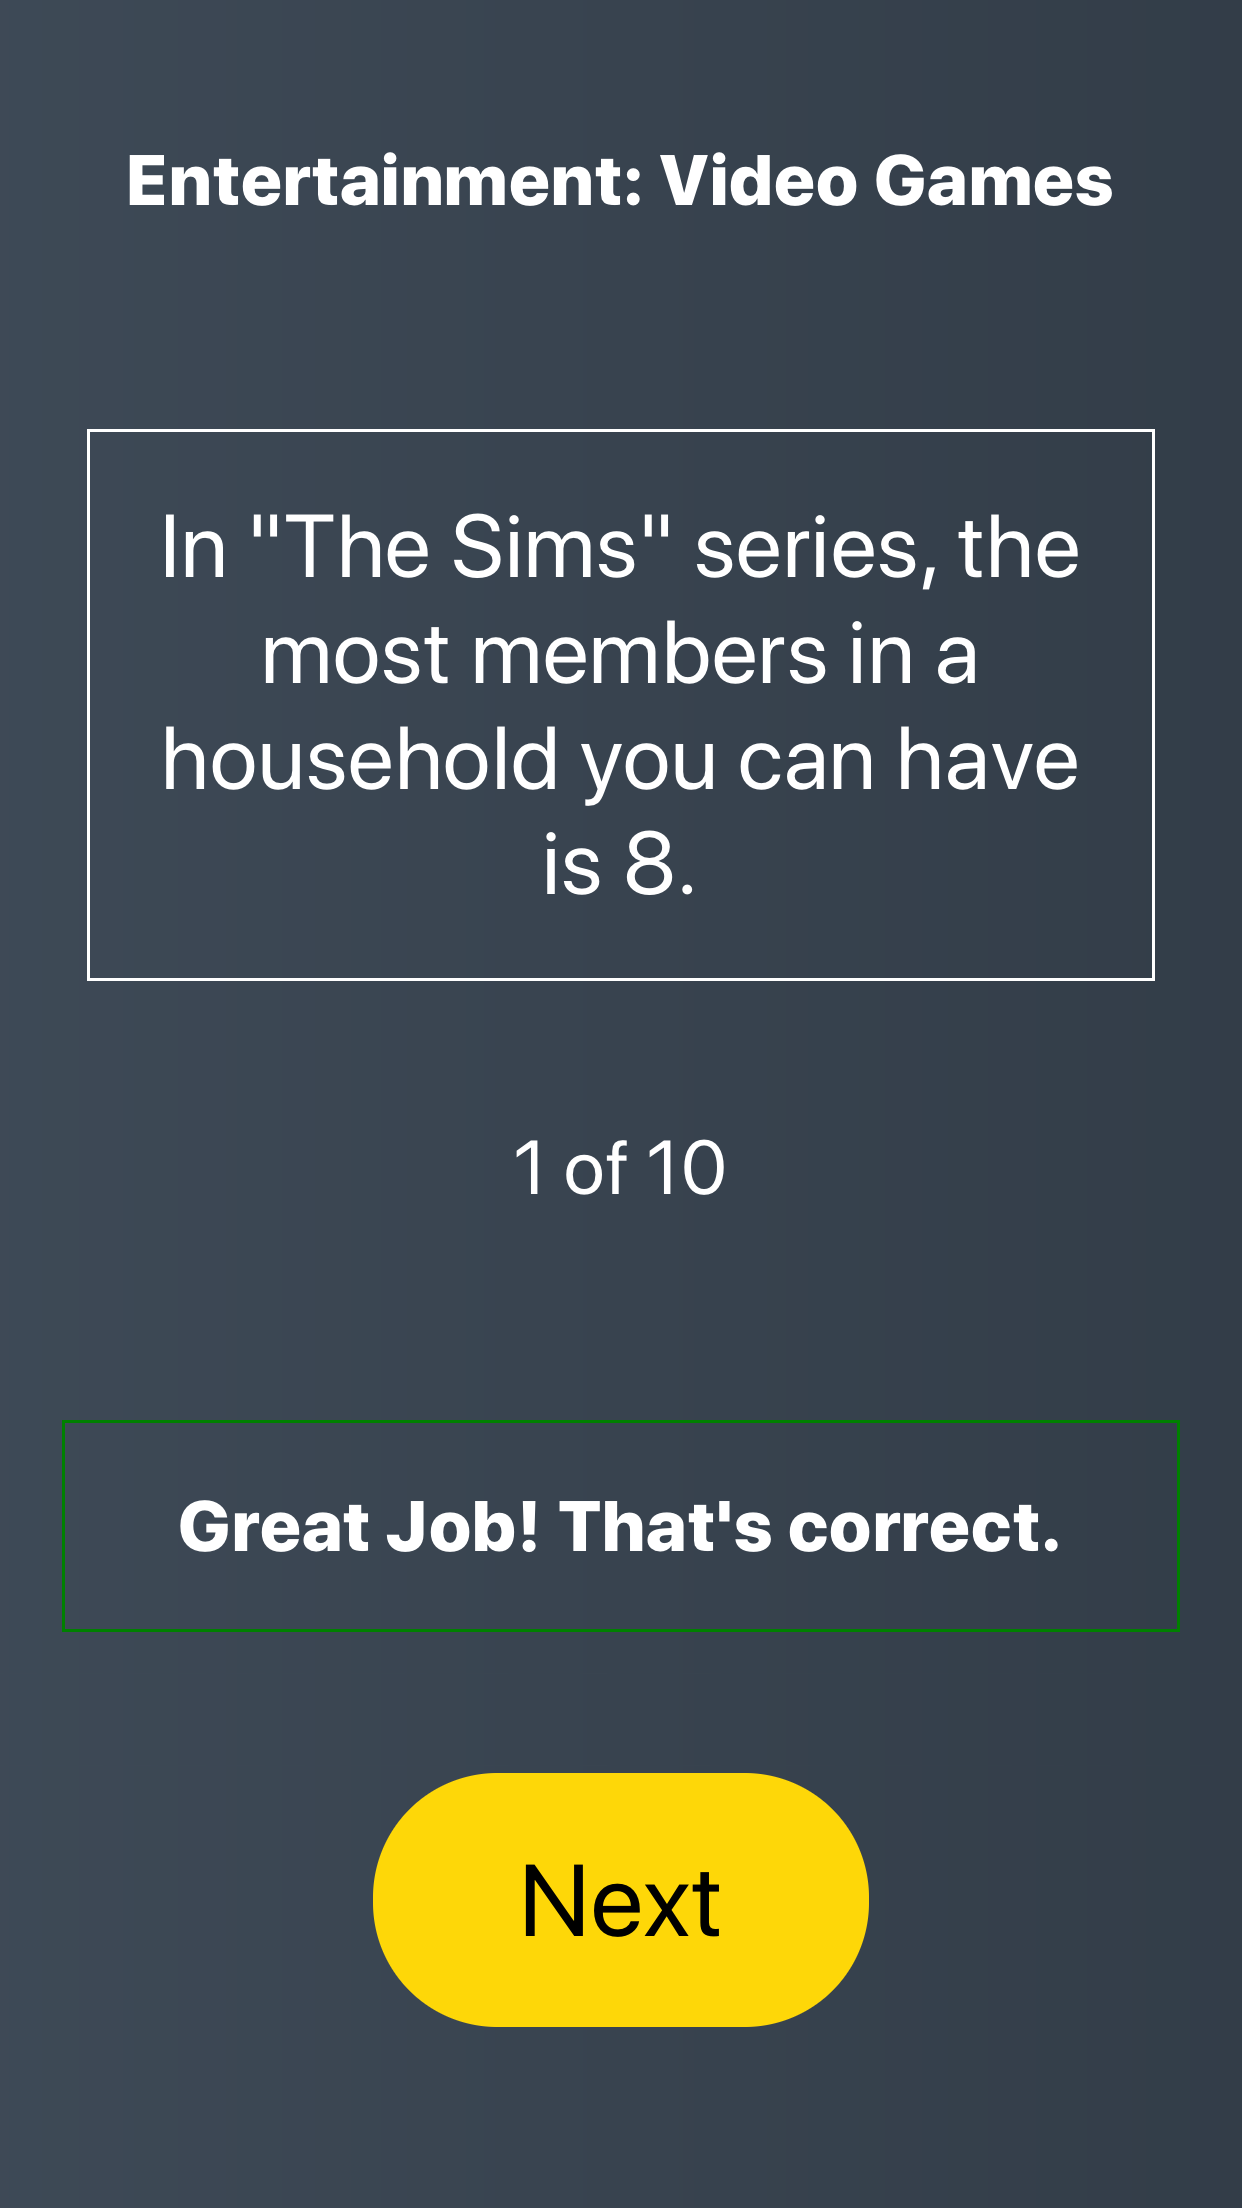 Entertainment: Video Games
In "The Sims" series, the
most members in a
household you can have
is 8.
1 of 10
Great Job! That's correct.
Next